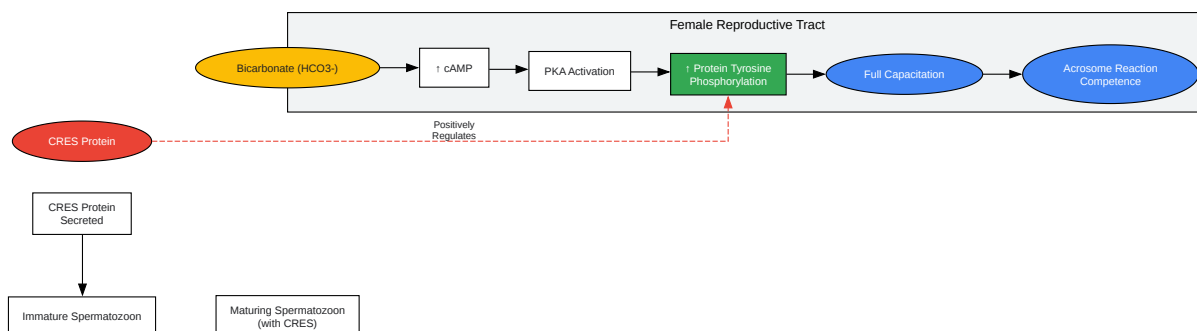 Female Reproductive Tract
Bicarbonate (HCO3-)
↑ cAMP
PKA Activation
↑ Protein Tyrosine
Phosphorylation
Full Capacitation
Acrosome Reaction
Competence
Positively
Regulates
CRES Protein
CRES Protein
Secreted
Immature Spermatozoon
Maturing Spermatozoon
(with CRES)